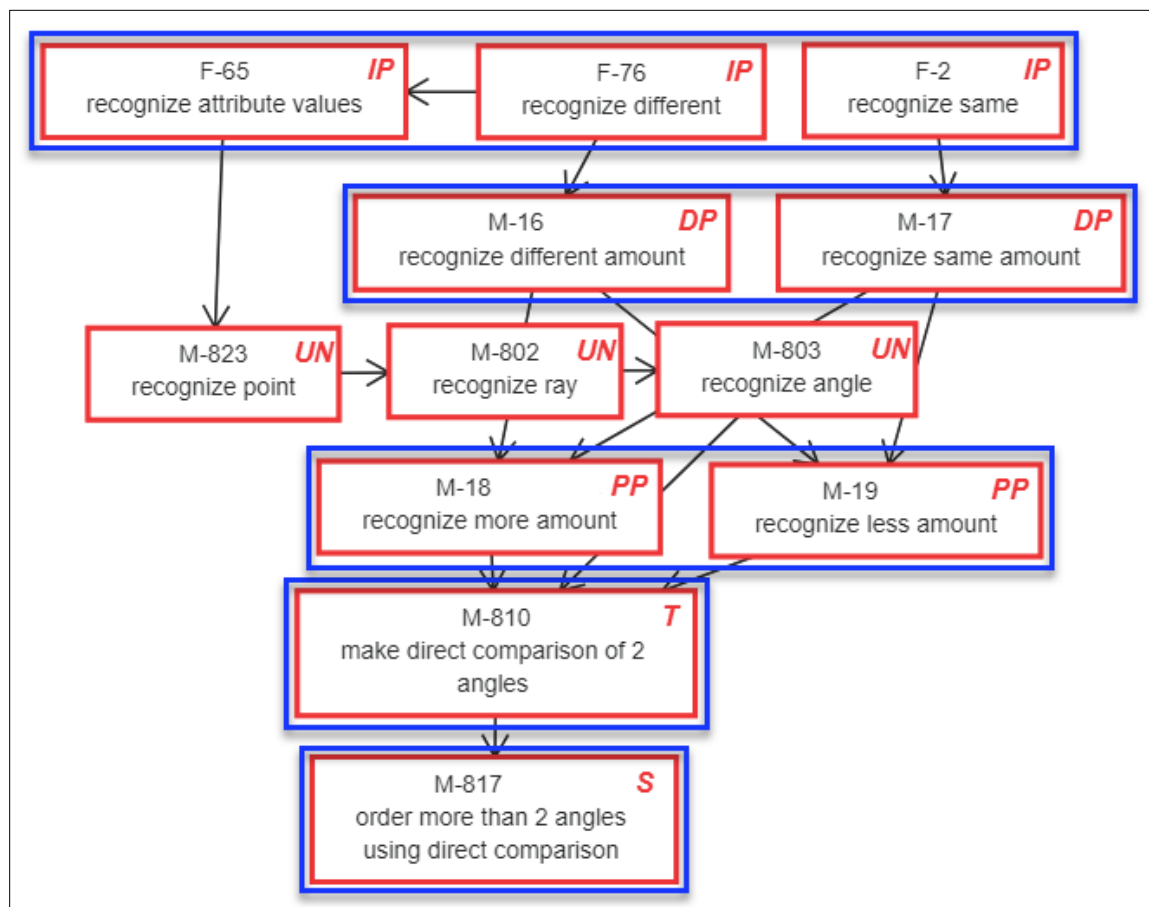 F-65 IP
recognize attribute values
F-76 IP
recognize different
F-2 IP
recognize same
M-16 DP
recognize different amount
M-17 DP
recognize same amount
M-823 UN
recognize point
M-802 UN
recognize ray
M-803 UN
recognize angle
M-18 PP
recognize more amount
M-19 PP
recognize less amount
M-810 T
make direct comparison of 2
angles
M-817 S
order more than 2 angles
using direct comparison